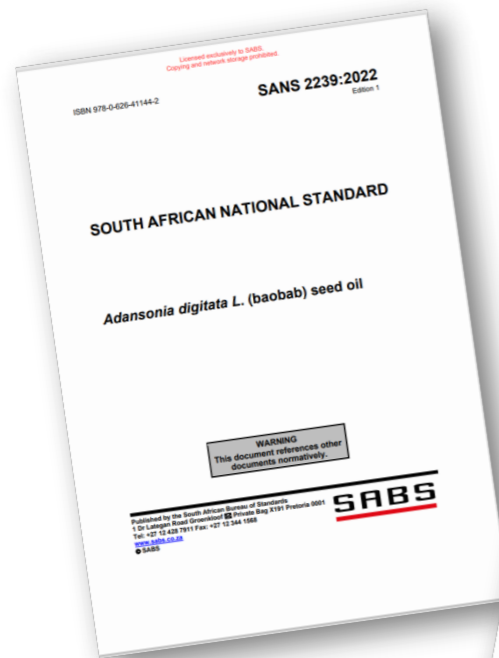 Licensed exclusively to SABS.
Copying and network storage prohibited.
ISBN 978-0-626-41144-2
SANS 2239:2022
Edition 1
SOUTH AFRICAN NATIONAL STANDARD
Adansonia digitata L. (baobab) seed oil
WARNING
This document references other
documents normatively.
Published by the South African Bureau of Standards
1 Dr Lategan Road Groenkloof Private Bag X191 Pretoria 0001
Tel: +27 12 428 7911 Fax: +27 12 344 1568
www.sabs.co.za
© SABS
SABS